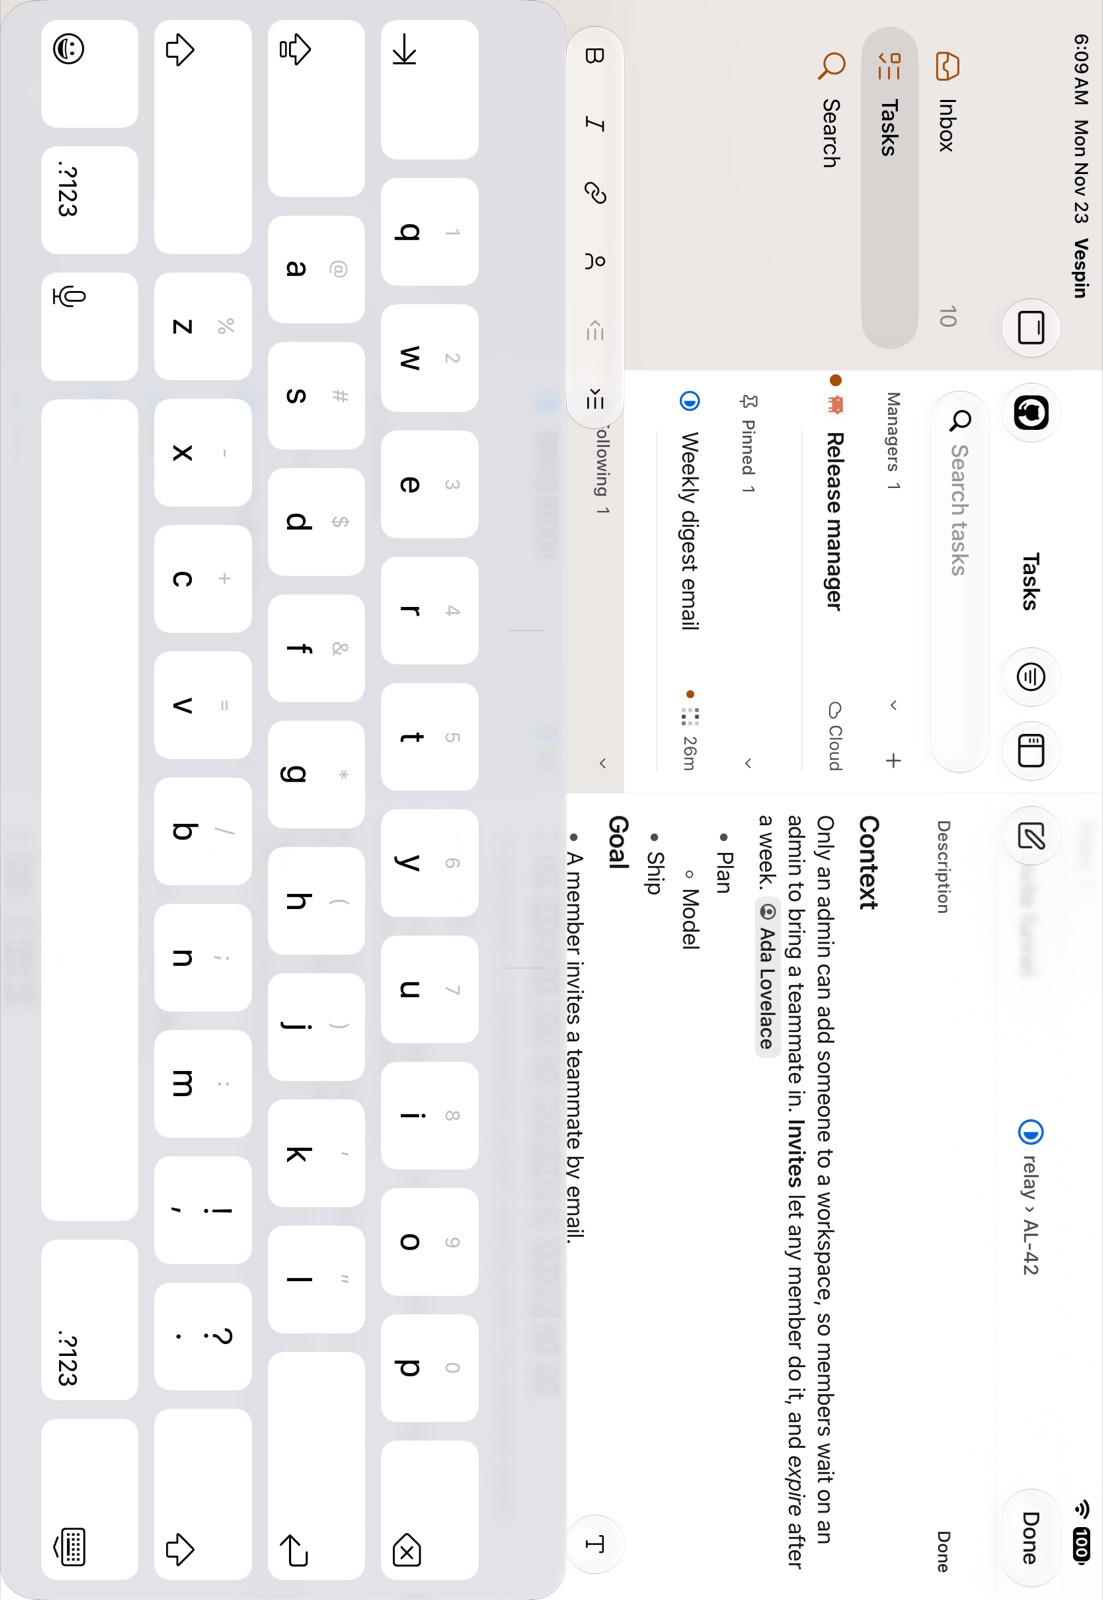 6:09 AM Mon Nov 23 Vespin
100
Inbox 10
Tasks
Search
Tasks
Search tasks
Managers 1
Release manager Cloud
Pinned 1
Weekly digest email 26m
ollowing 1
relay › AL-42
Done
Description Done
Context
Only an admin can add someone to a workspace, so members wait on an
admin to bring a teammate in. Invites let any member do it, and expire after
a week. Ada Lovelace
• Plan
◦ Model
• Ship
Goal
• A member invites a teammate by email.
B I T
1 2 3 4 5 6 7 8 9 0
q w e r t y u i o p
@ # $ & * ( ) ' "
a s d f g h j k l
% - + = / ; : ! ?
z x c v b n m , .
.?123 .?123